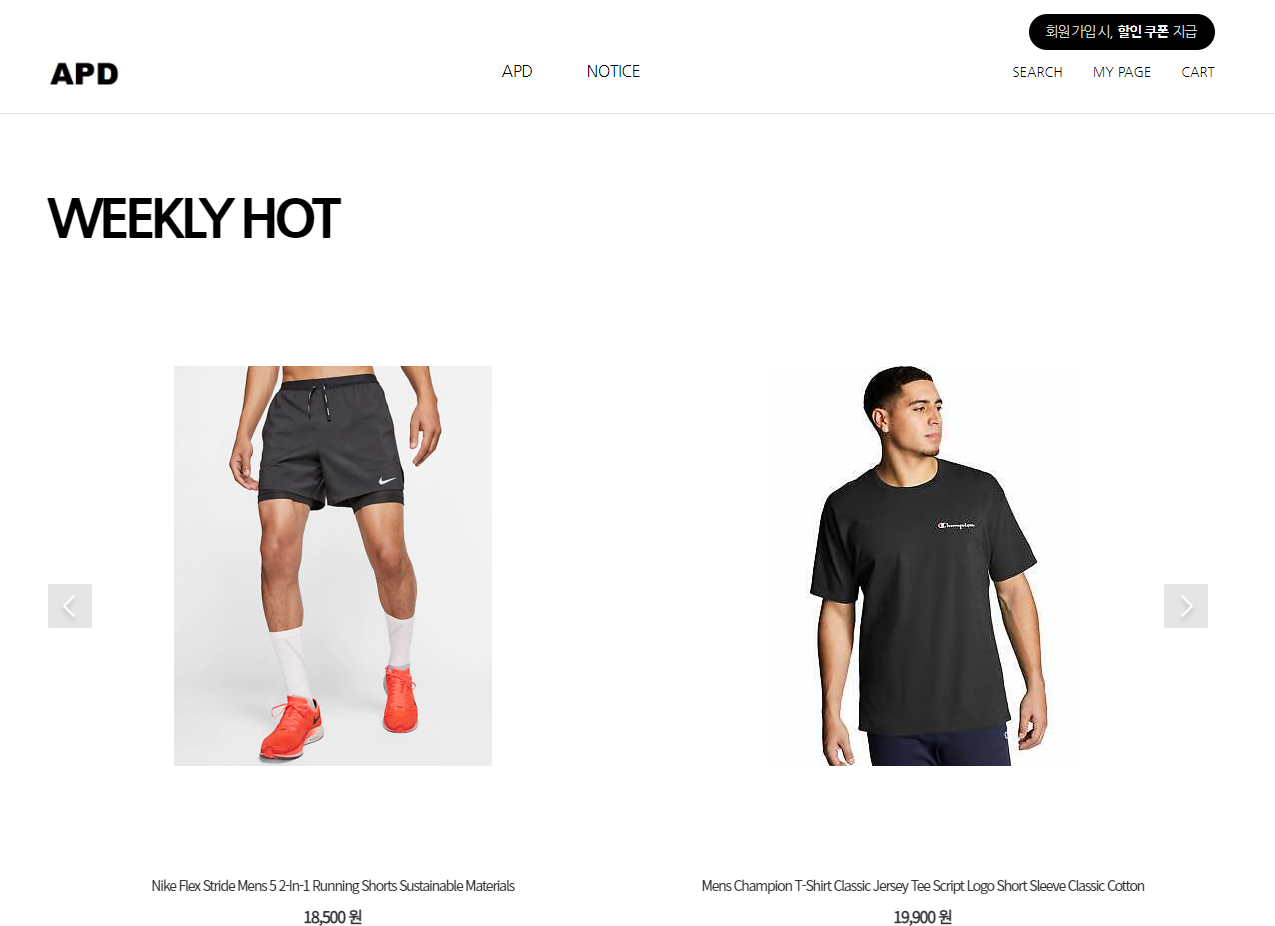 회원가입 시, 할인 쿠폰 지급
APD
APD
NOTICE
SEARCH
MY PAGE
CART
WEEKLY HOT
Champion
Nike Flex Stride Mens 5 2-In-1 Running Shorts Sustainable Materials
18,500 원
Mens Champion T-Shirt Classic Jersey Tee Script Logo Short Sleeve Classic Cotton
19,900 원